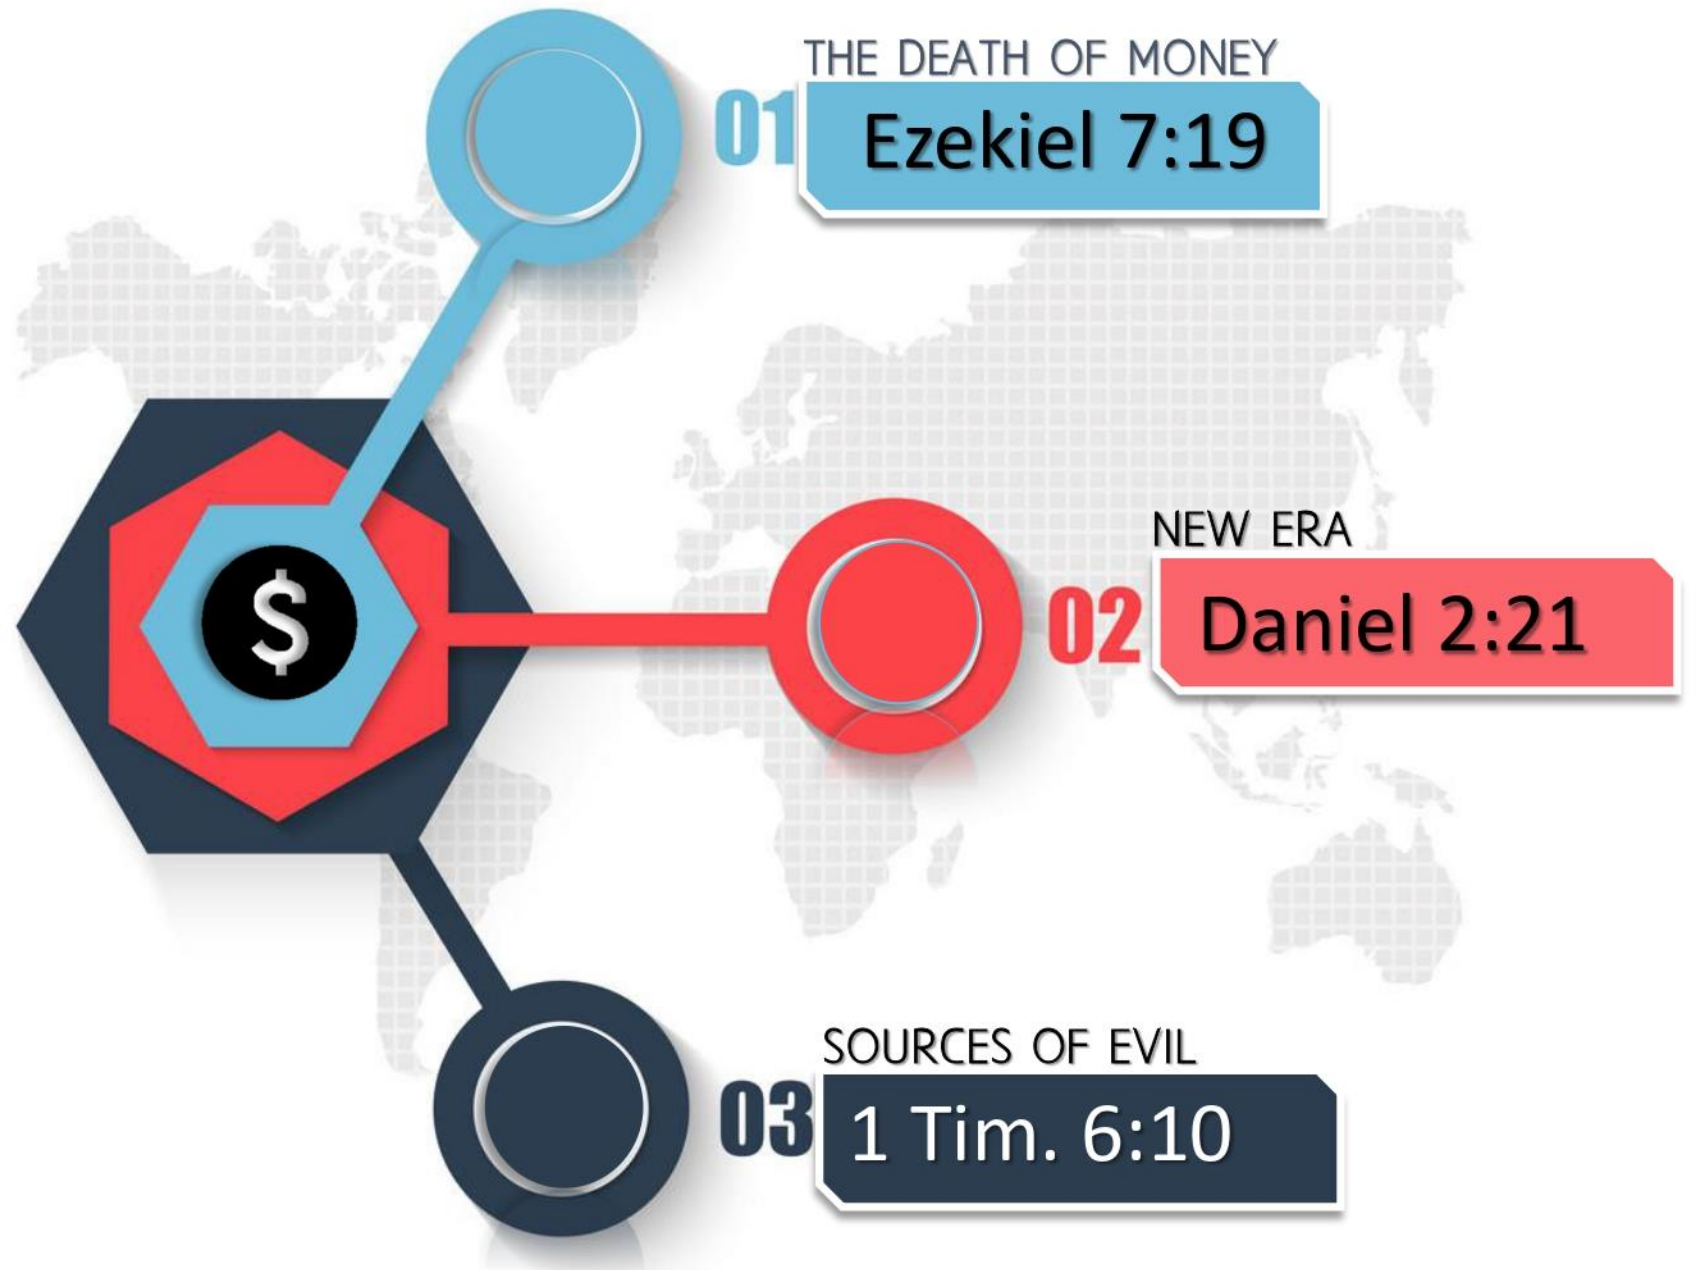 THE DEATH OF MONEY
01
Ezekiel 7:19
$
NEW ERA
02
Daniel 2:21
SOURCES OF EVIL
03
1 Tim. 6:10